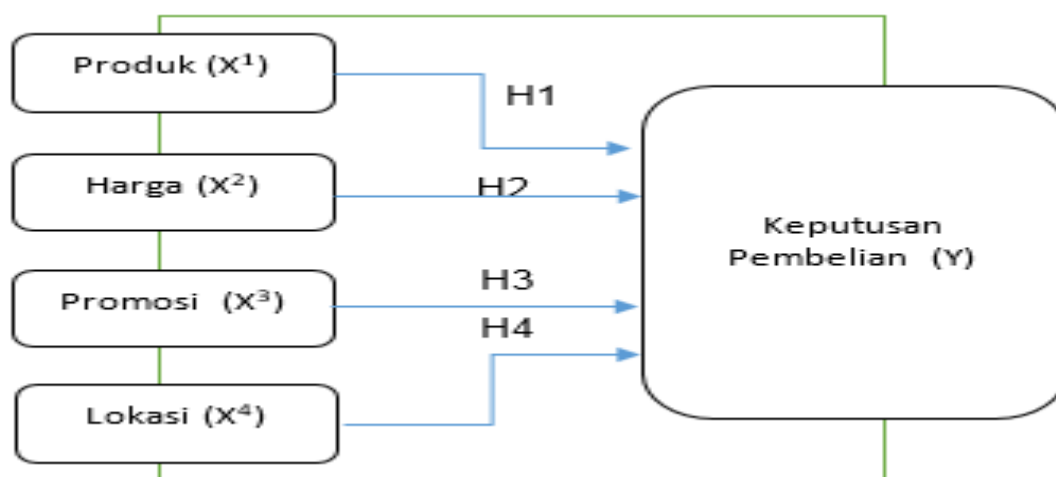 Produk (X¹)
H1
Harga (X²)
H2
Keputusan
Pembelian (Y)
Promosi (X³)
H3
H4
Lokasi (X⁴)